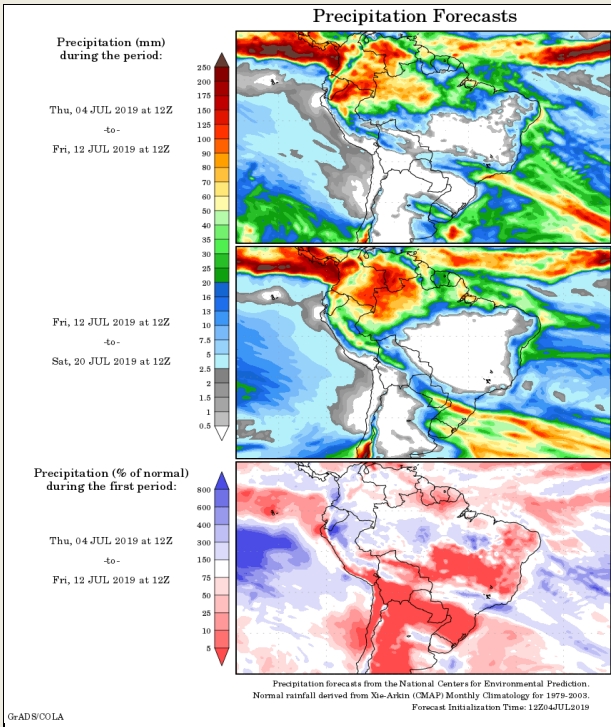 Precipitation Forecasts
Precipitation (mm)
during the period:
Thu, 04 JUL 2019 at 12Z
-to-
Fri, 12 JUL 2019 at 12Z
250
200
175
150
125
100
90
80
70
60
50
40
35
30
25
20
16
13
10
7.5
5
2.5
2
1.5
1
0.5
Fri, 12 JUL 2019 at 12Z
-to-
Sat, 20 JUL 2019 at 12Z
Precipitation (% of normal)
during the first period:
Thu, 04 JUL 2019 at 12Z
-to-
Fri, 12 JUL 2019 at 12Z
800
600
400
300
150
75
50
25
10
5
Precipitation forecasts from the National Centers for Environmental Prediction.
Normal rainfall derived from Xie-Arkin (CMAP) Monthly Climatology for 1979-2003.
Forecast Initialization Time: 12Z04JUL2019
GrADS/COLA